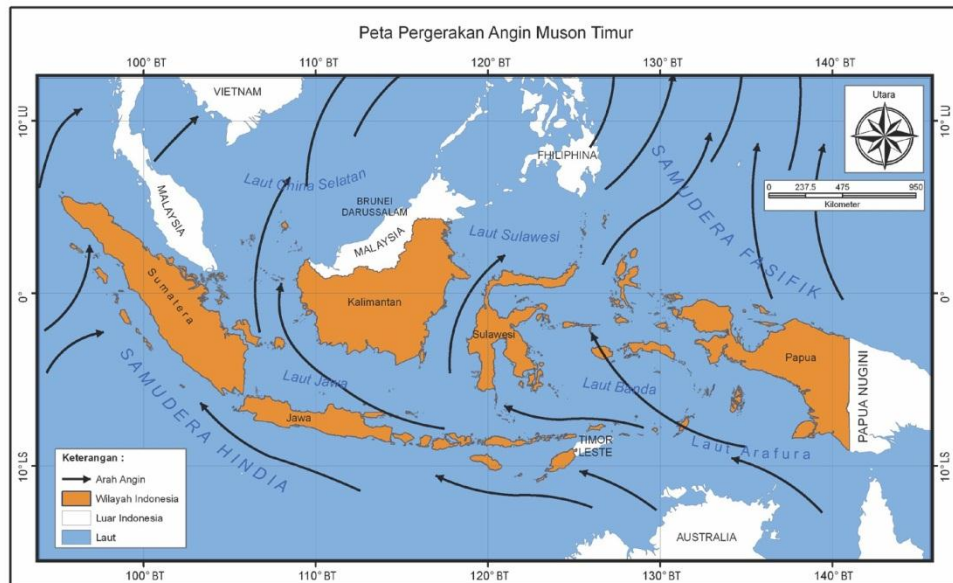 Peta Pergerakan Angin Muson Timur
100° BT
110° BT
120° BT
130° BT
140° BT
VIETNAM
Utara
10° LU
10° LU
FHILIPHINA
SAMUDERA FASIFIK
0 237.5 475 950
Kilometer
Laut China Selatan
MALAYSIA
BRUNEI
DARUSSALAM
MALAYSIA
Laut Sulawesi
Sumatera
Kalimantan
0°
0°
Sulawesi
Papua
PAPUA NUGINI
SAMUDERA HINDIA
Laut Jawa
Laut Banda
Jawa
TIMOR
LESTE
Laut Arafura
10° LS
10° LS
Keterangan :
Arah Angin
Wilayah Indonesia
Luar Indonesia
Laut
AUSTRALIA
100° BT
110° BT
120° BT
130° BT
140° BT